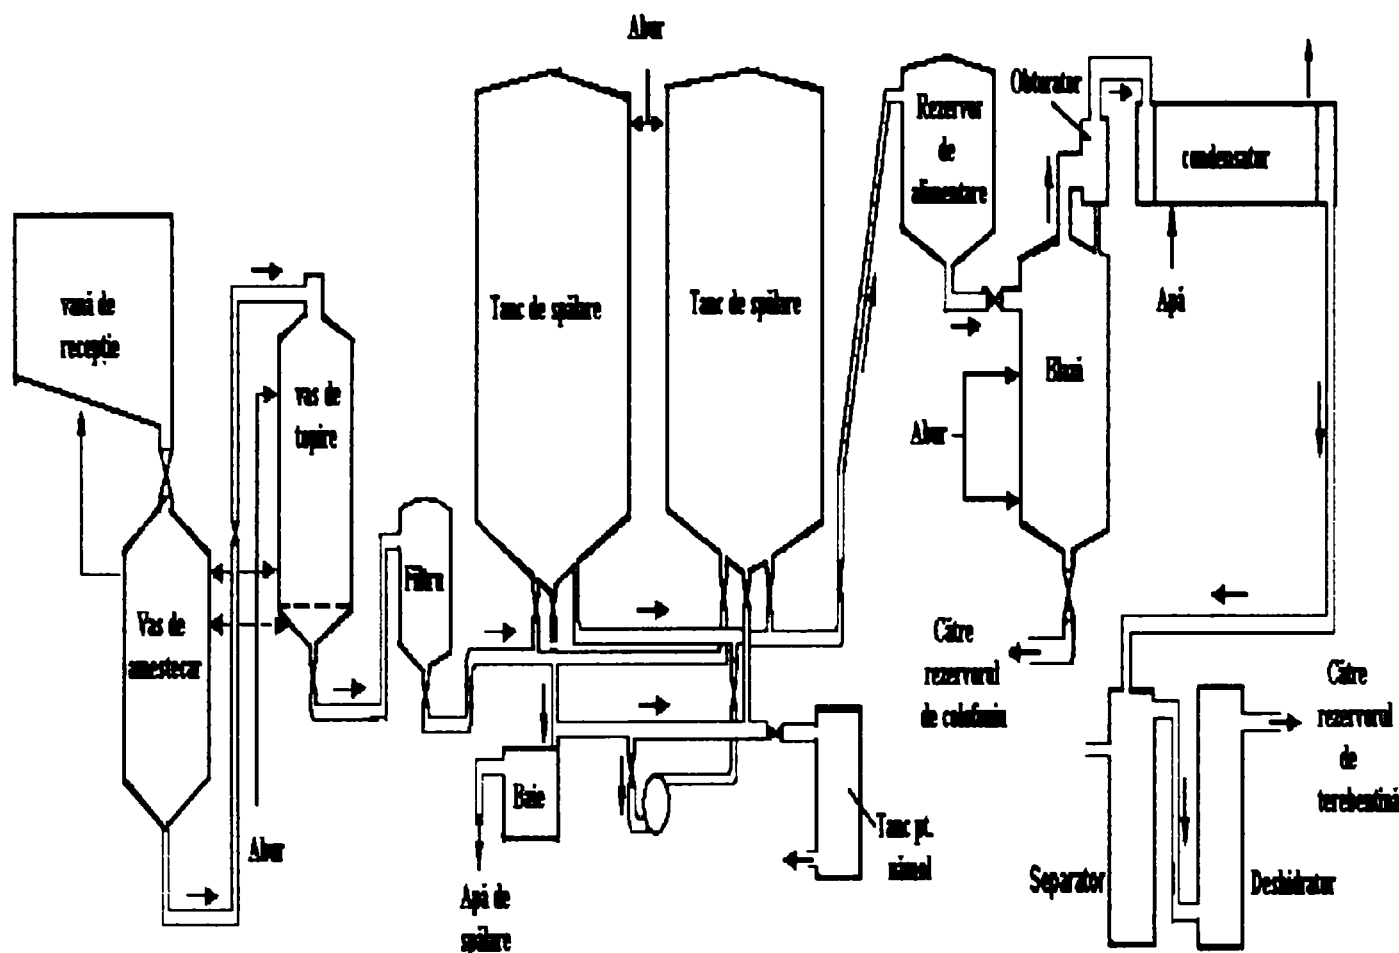 Abur
Obturator
Rezervor
de
alimentare
condensator
vană de
recepție
Tanc de spălare
Tanc de spălare
Apă
vas de
topire
Blază
Abur
Filtru
Vas de
amestecar
Către
rezervorul
de colofoniu
Către
rezervorul
de
terebentină
Baie
Abur
Tanc pt.
nămol
Separator
Deshidrator
Apă de
spălare